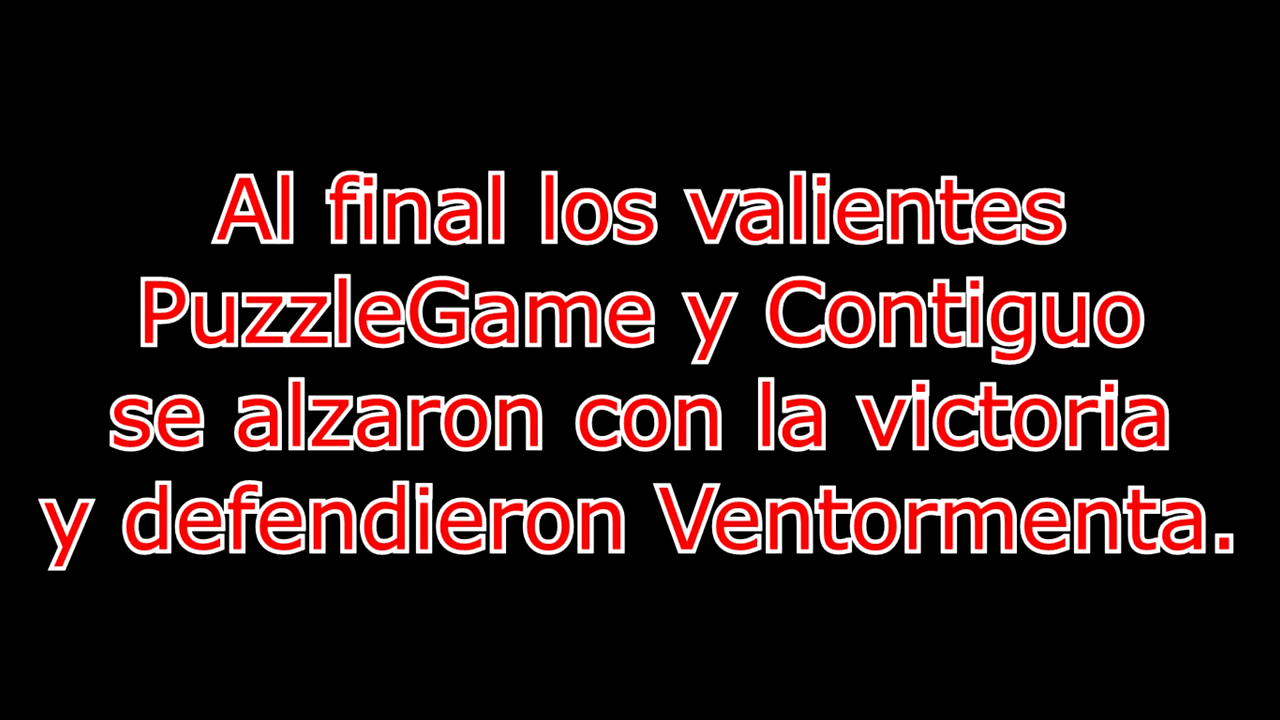 Al final los valientes
PuzzleGame y Contiguo
se alzaron con la victoria
y defendieron Ventormenta.